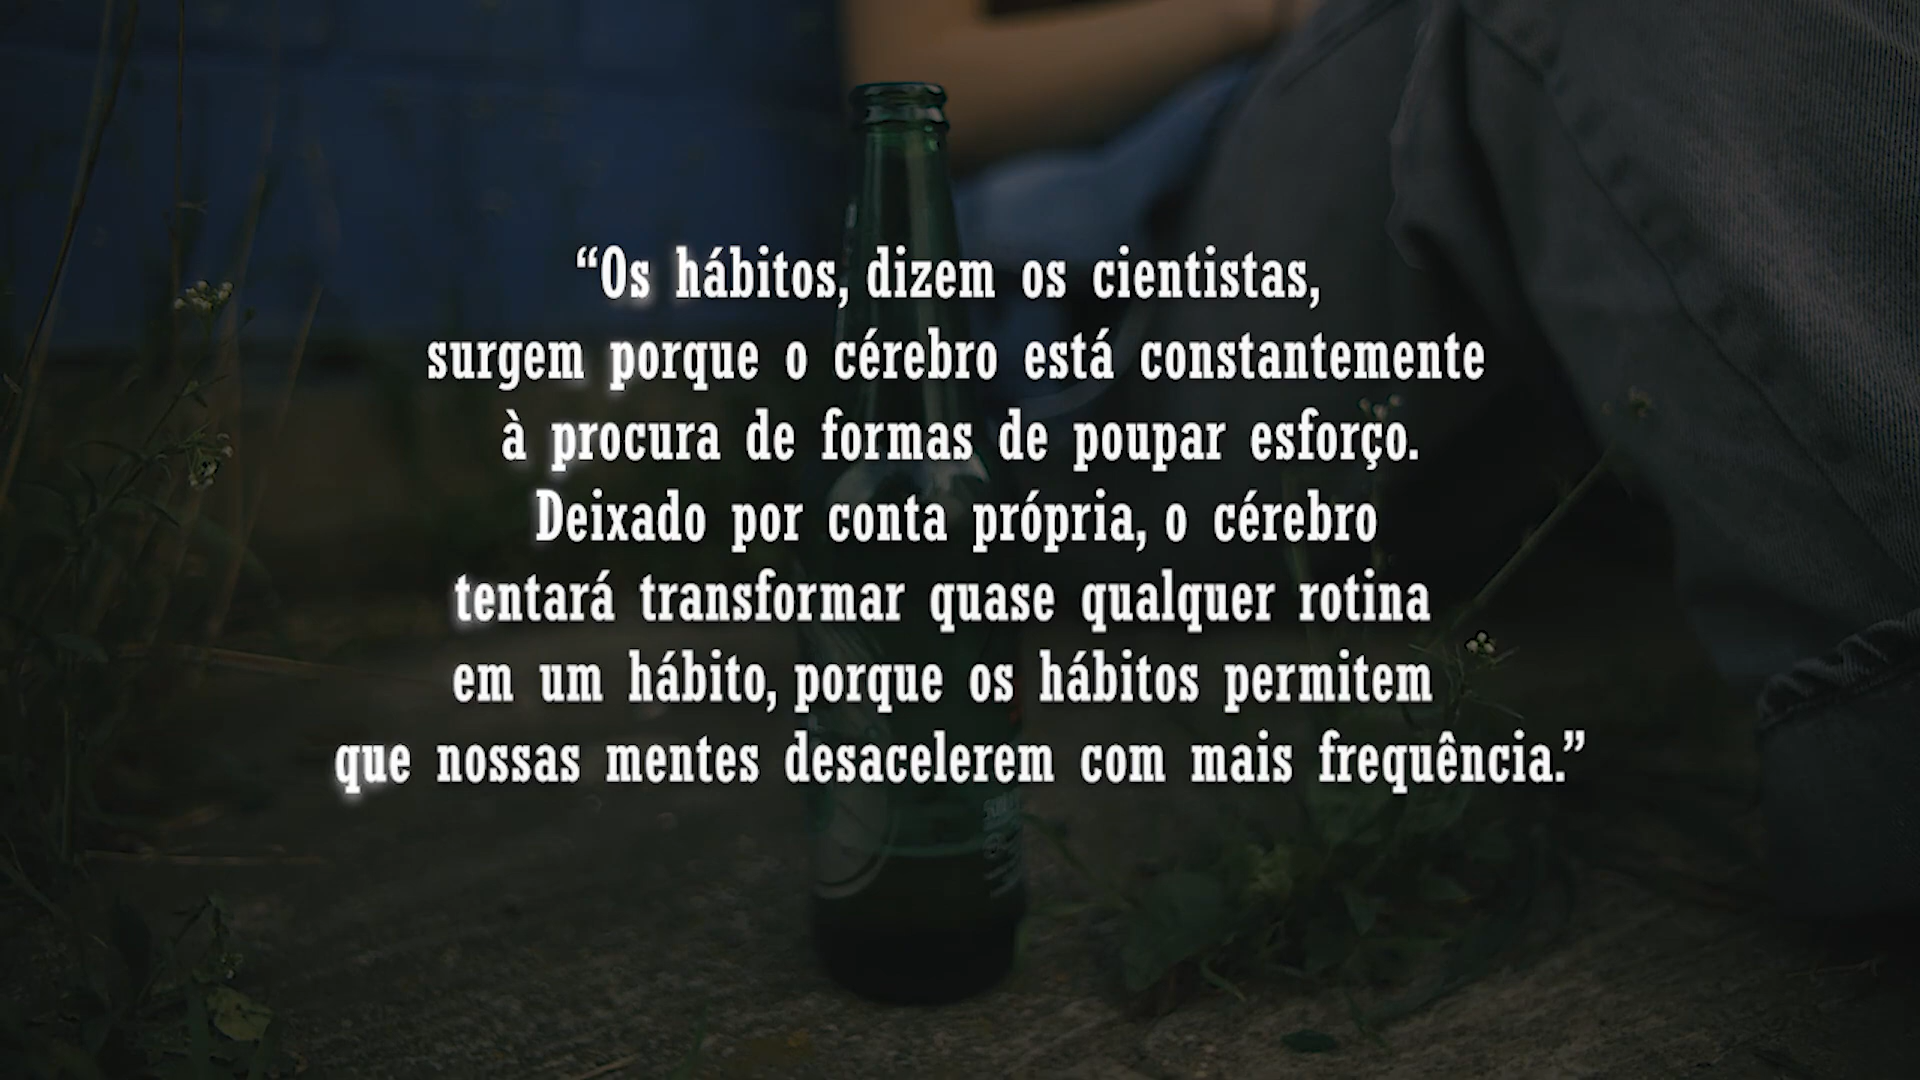 “Os hábitos, dizem os cientistas,
surgem porque o cérebro está constantemente
à procura de formas de poupar esforço.
Deixado por conta própria, o cérebro
tentará transformar quase qualquer rotina
em um hábito, porque os hábitos permitem
que nossas mentes desacelerem com mais frequência.”